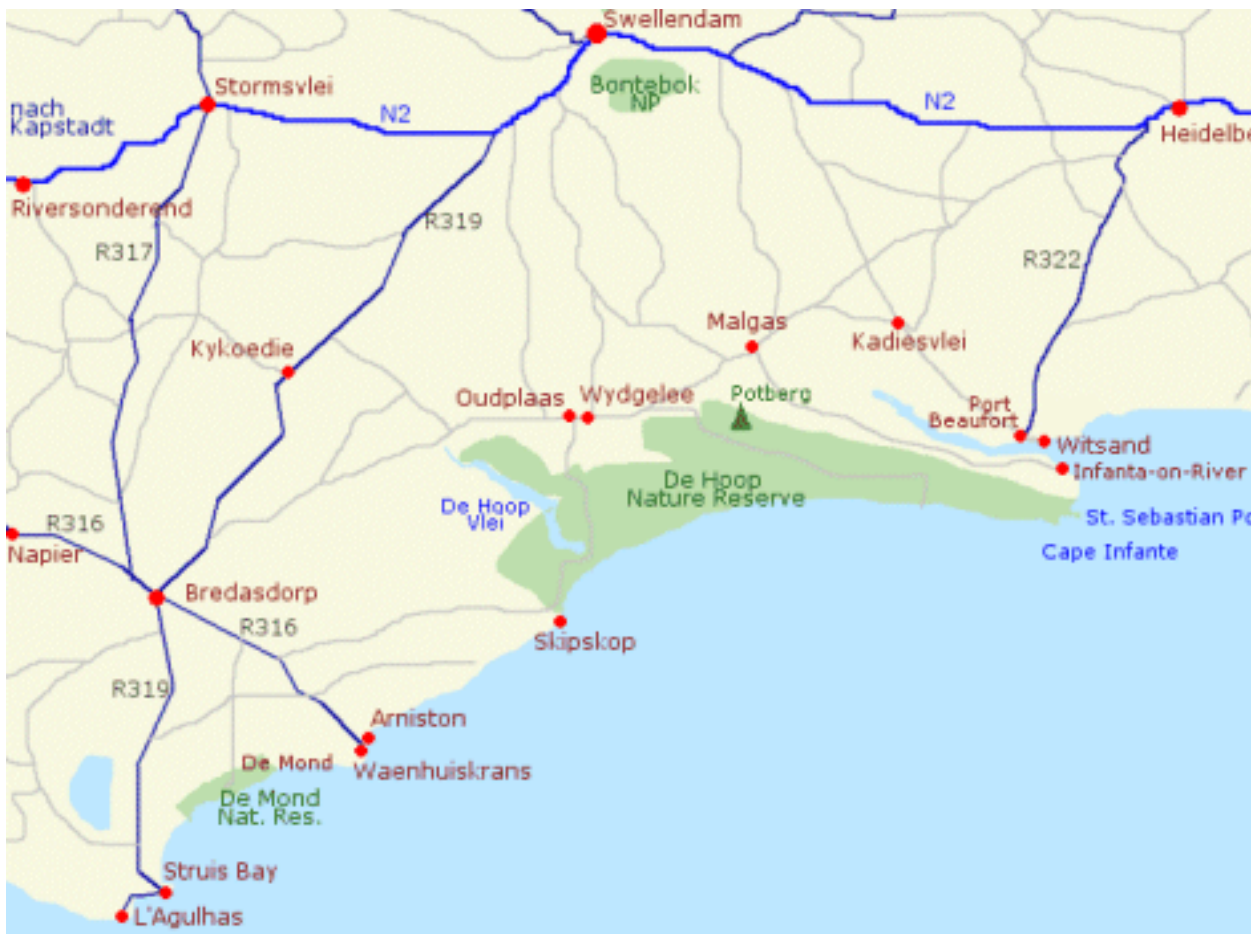 Swellendam
Stormsvlei
Bontebok
NP
nach
Kapstadt
N2
N2
Heidelbe
Riversonderend
R317
R319
R322
Malgas
Kadiesvlei
Kykoedie
Oudplaas
Wydgelee
Potberg
Port
Beaufort
Witsand
Infanta-on-River
De Hoop
Nature Reserve
De Hoop
Vlei
St. Sebastian Po
Cape Infante
R316
Napier
Bredasdorp
R316
Skipskop
R319
Arniston
De Mond
Waenhuiskrans
De Mond
Nat. Res.
Struis Bay
L'Agulhas